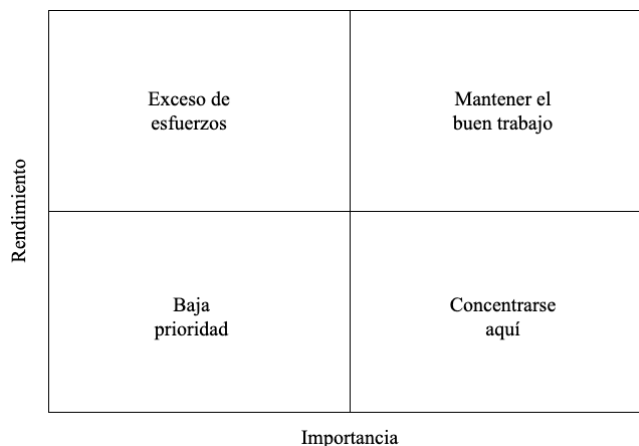 Exceso de
esfuerzos
Mantener el
buen trabajo
Rendimiento
Baja
prioridad
Concentrarse
aquí
Importancia